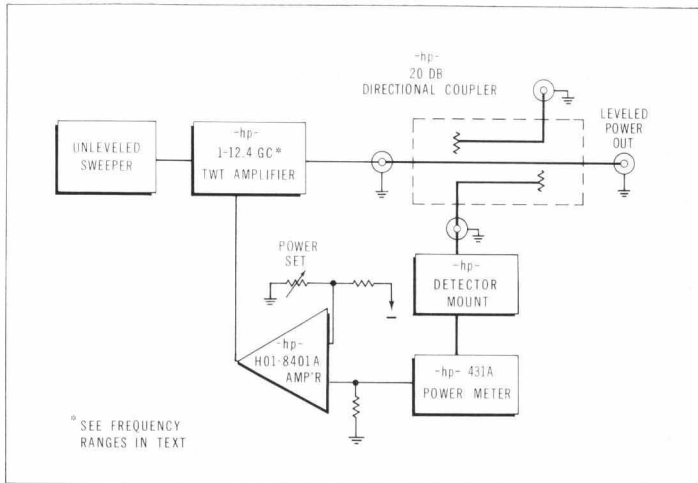 -hp-
20 DB
DIRECTIONAL COUPLER
LEVELED
POWER
OUT
UNLEVELED
SWEEPER
-hp-
1-12.4 GC*
TWT AMPLIFIER
POWER
SET
-hp-
DETECTOR
MOUNT
-hp-
H01-8401A
AMP'R
-hp- 431A
POWER METER
* SEE FREQUENCY
RANGES IN TEXT